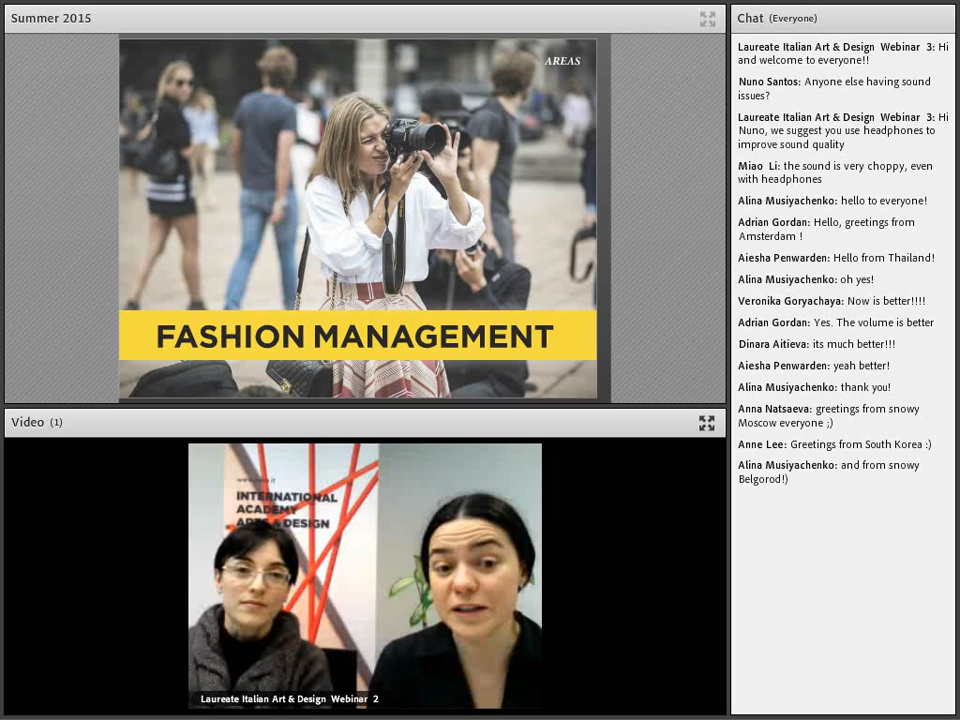 Summer 2015
AREAS
FASHION MANAGEMENT
Video (1)
INTERNATIONAL
ACADEMY
ARTS & DESIGN
Laureate Italian Art & Design Webinar 2
Chat (Everyone)
Laureate Italian Art & Design Webinar 3: Hi
and welcome to everyone!!
Nuno Santos: Anyone else having sound
issues?
Laureate Italian Art & Design Webinar 3: Hi
Nuno, we suggest you use headphones to
improve sound quality
Miao Li: the sound is very choppy, even
with headphones
Alina Musiyachenko: hello to everyone!
Adrian Gordan: Hello, greetings from
Amsterdam !
Aiesha Penwarden: Hello from Thailand!
Alina Musiyachenko: oh yes!
Veronika Goryachaya: Now is better!!!!
Adrian Gordan: Yes. The volume is better
Dinara Aitieva: its much better!!!
Aiesha Penwarden: yeah better!
Alina Musiyachenko: thank you!
Anna Natsaeva: greetings from snowy
Moscow everyone ;)
Anne Lee: Greetings from South Korea :)
Alina Musiyachenko: and from snowy
Belgorod!)